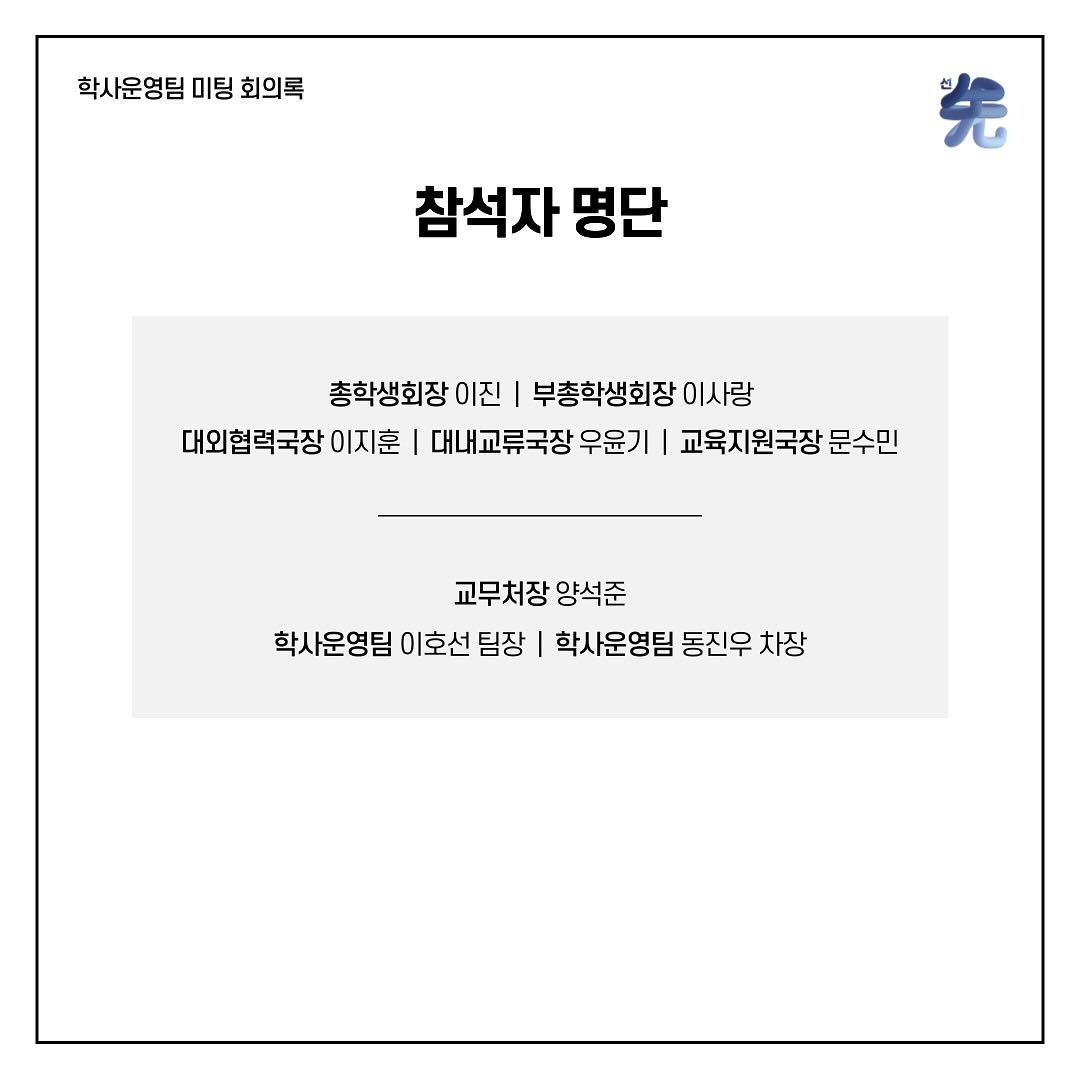 학사운영팀 미팅 회의록
선
先
참석자 명단
총학생회장 이진 | 부총학생회장 이사랑
대외협력국장 이지훈 | 대내교류국장 우윤기 | 교육지원국장 문수민
교무처장 양석준
학사운영팀 이호선 팀장 | 학사운영팀 동진우 차장